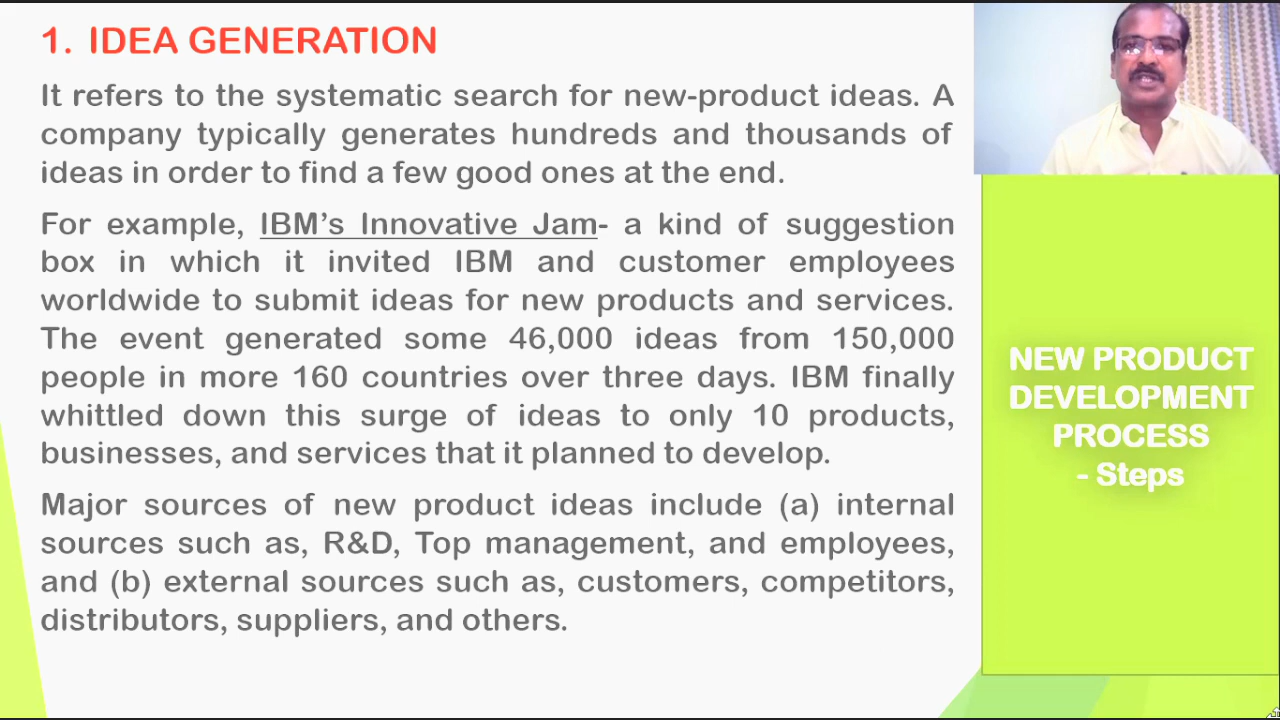 1. IDEA GENERATION
It refers to the systematic search for new-product ideas. A
company typically generates hundreds and thousands of
ideas in order to find a few good ones at the end.
For example, IBM’s Innovative Jam- a kind of suggestion
box in which it invited IBM and customer employees
worldwide to submit ideas for new products and services.
The event generated some 46,000 ideas from 150,000
people in more 160 countries over three days. IBM finally
whittled down this surge of ideas to only 10 products,
businesses, and services that it planned to develop.
Major sources of new product ideas include (a) internal
sources such as, R&D, Top management, and employees,
and (b) external sources such as, customers, competitors,
distributors, suppliers, and others.
NEW PRODUCT
DEVELOPMENT
PROCESS
- Steps